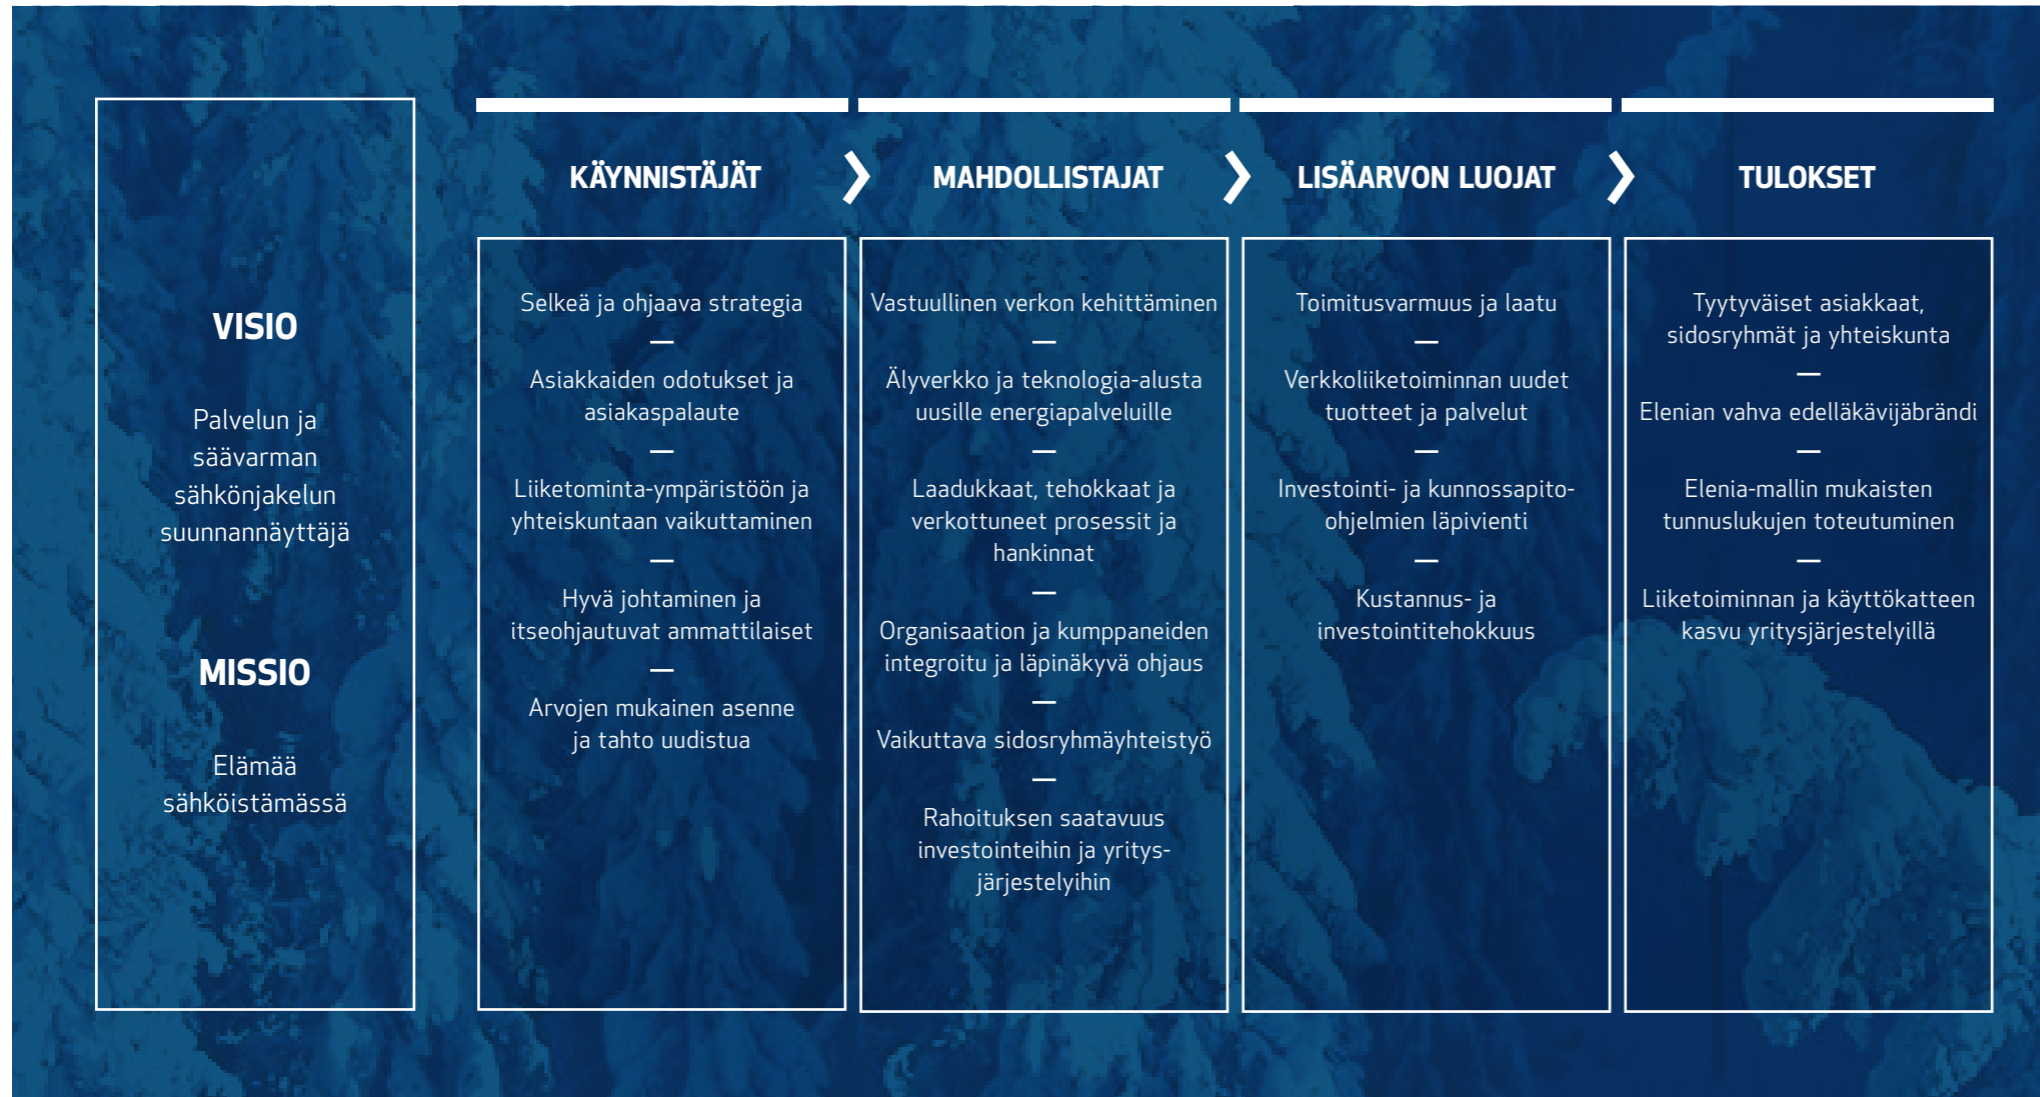 VISIO
Palvelun ja
säävarman
sähkönjakelun
suunnannäyttäjä
MISSIO
Elämää
sähköistämässä
KÄYNNISTÄJÄT
Selkeä ja ohjaava strategia
—
Asiakkaiden odotukset ja
asiakaspalaute
—
Liiketominta-ympäristöön ja
yhteiskuntaan vaikuttaminen
—
Hyvä johtaminen ja
itseohjautuvat ammattilaiset
—
Arvojen mukainen asenne
ja tahto uudistua
MAHDOLLISTAJAT
Vastuullinen verkon kehittäminen
—
Älyverkko ja teknologia-alusta
uusille energiapalveluille
—
Laadukkaat, tehokkaat ja
verkottuneet prosessit ja
hankinnat
—
Organisaation ja kumppaneiden
integroitu ja läpinäkyvä ohjaus
—
Vaikuttava sidosryhmäyhteistyö
—
Rahoituksen saatavuus
investointeihin ja yritys-
järjestelyihin
LISÄARVON LUOJAT
Toimitusvarmuus ja laatu
—
Verkkoliiketoiminnan uudet
tuotteet ja palvelut
—
Investointi- ja kunnossapito-
ohjelmien läpivienti
—
Kustannus- ja
investointitehokkuus
TULOKSET
Tyytyväiset asiakkaat,
sidosryhmät ja yhteiskunta
—
Elenian vahva edelläkävijäbrändi
—
Elenia-mallin mukaisten
tunnuslukujen toteutuminen
—
Liiketoiminnan ja käyttökatteen
kasvu yritysjärjestelyillä